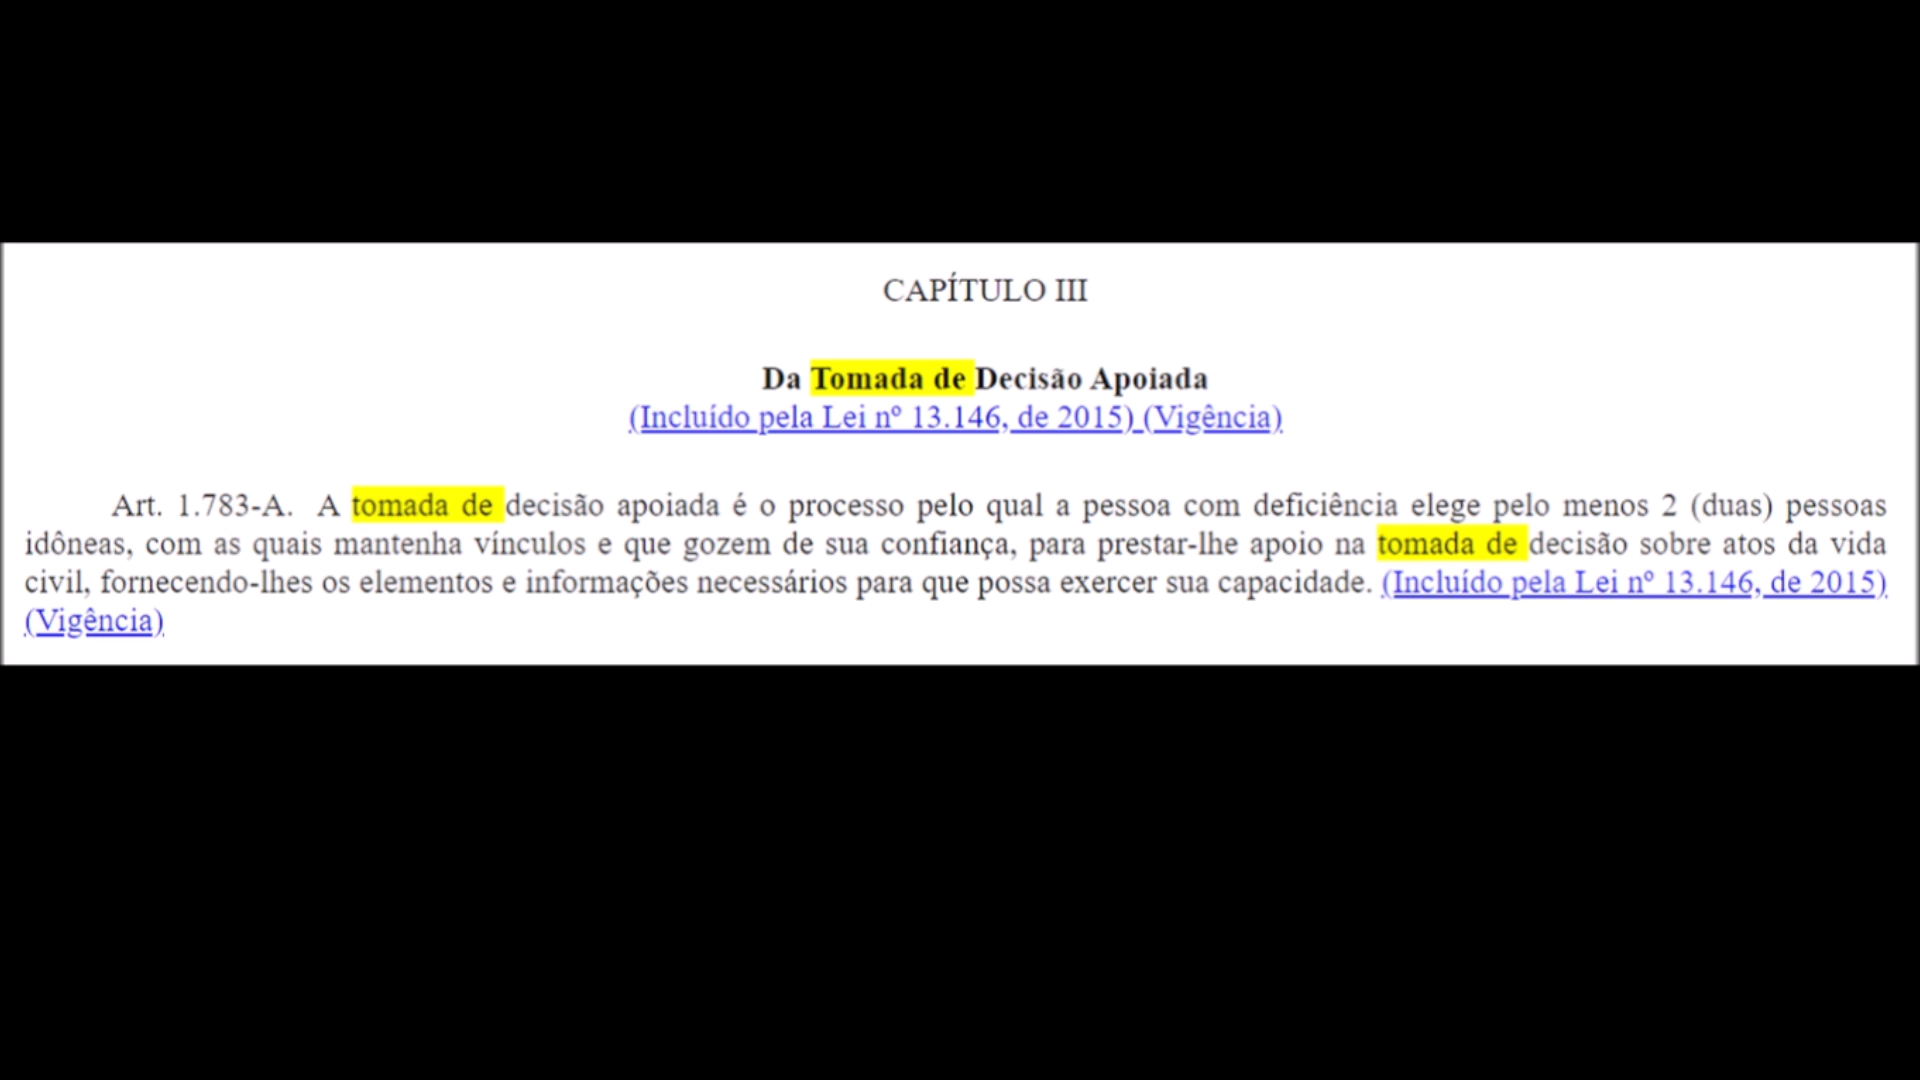 CAPÍTULO III
Da Tomada de Decisão Apoiada
(Incluído pela Lei nº 13.146, de 2015) (Vigência)
Art. 1.783-A. A tomada de decisão apoiada é o processo pelo qual a pessoa com deficiência elege pelo menos 2 (duas) pessoas
idôneas, com as quais mantenha vínculos e que gozem de sua confiança, para prestar-lhe apoio na tomada de decisão sobre atos da vida
civil, fornecendo-lhes os elementos e informações necessários para que possa exercer sua capacidade. (Incluído pela Lei nº 13.146, de 2015)
(Vigência)